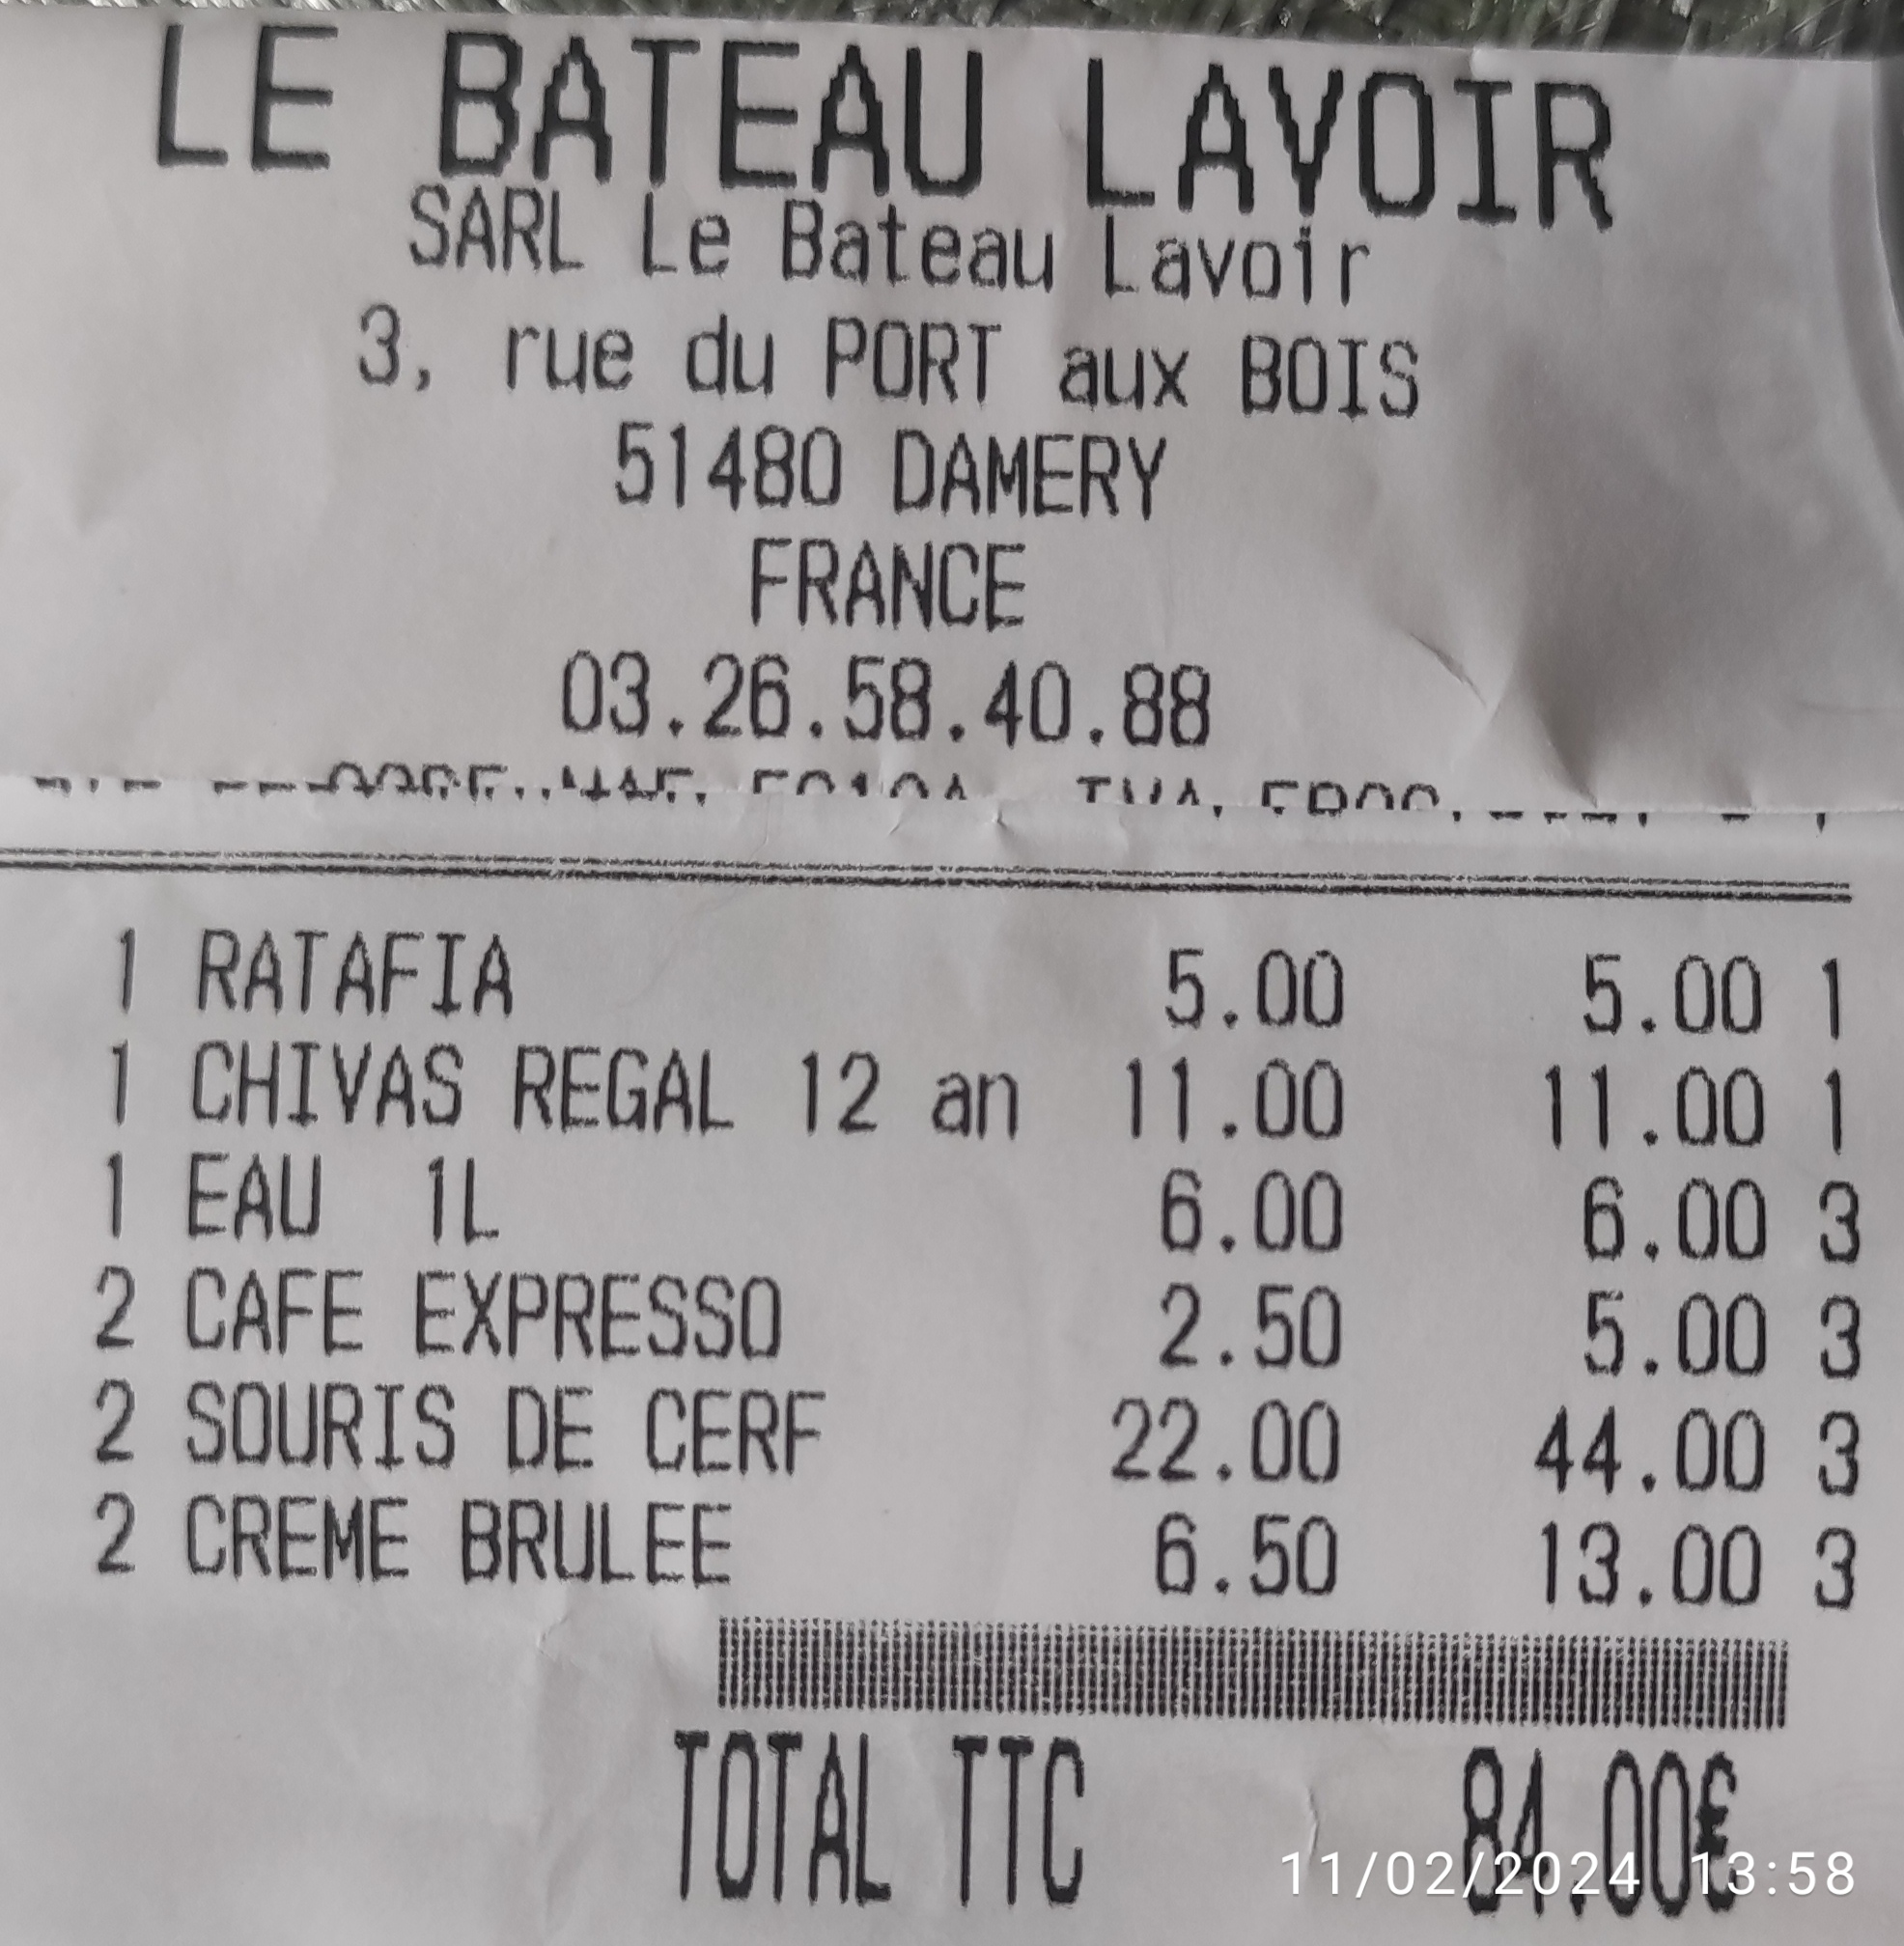 LE BATEAU LAVOIR
SARL Le Bateau Lavoir
3, rue du PORT aux BOIS
51480 DAMERY
FRANCE
03.26.58.40.88
1 RATAFIA 5.00 5.00 1
1 CHIVAS REGAL 12 an 11.00 11.00 1
1 EAU 1L 6.00 6.00 3
2 CAFE EXPRESSO 2.50 5.00 3
2 SOURIS DE CERF 22.00 44.00 3
2 CREME BRULEE 6.50 13.00 3
TOTAL TTC 84.00€
11/02/2024 13:58